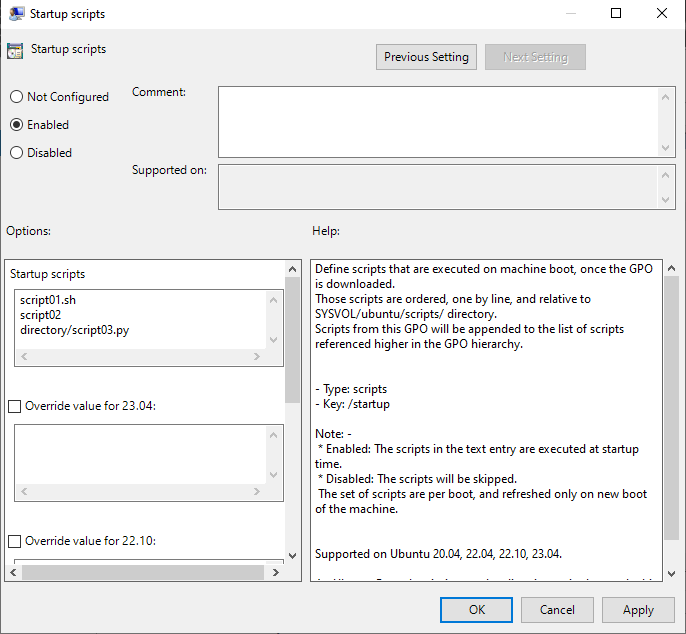 Startup scripts
Startup scripts
Previous Setting
Next Setting
Not Configured
Enabled
Disabled
Comment:
Supported on:
Options:
Help:
Startup scripts
script01.sh
script02
directory/script03.py
Override value for 23.04:
Override value for 22.10:
Define scripts that are executed on machine boot, once the GPO
is downloaded.
Those scripts are ordered, one by line, and relative to
SYSVOL/ubuntu/scripts/ directory.
Scripts from this GPO will be appended to the list of scripts
referenced higher in the GPO hierarchy.
- Type: scripts
- Key: /startup
Note: -
* Enabled: The scripts in the text entry are executed at startup
time.
* Disabled: The scripts will be skipped.
The set of scripts are per boot, and refreshed only on new boot
of the machine.
Supported on Ubuntu 20.04, 22.04, 22.10, 23.04.
OK
Cancel
Apply